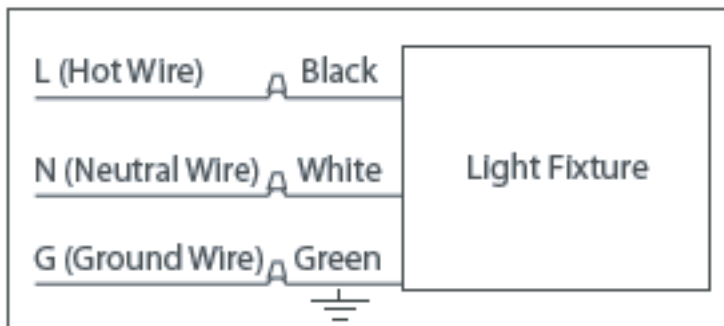 L (Hot Wire) Black
N (Neutral Wire) White
G (Ground Wire) Green
Light Fixture